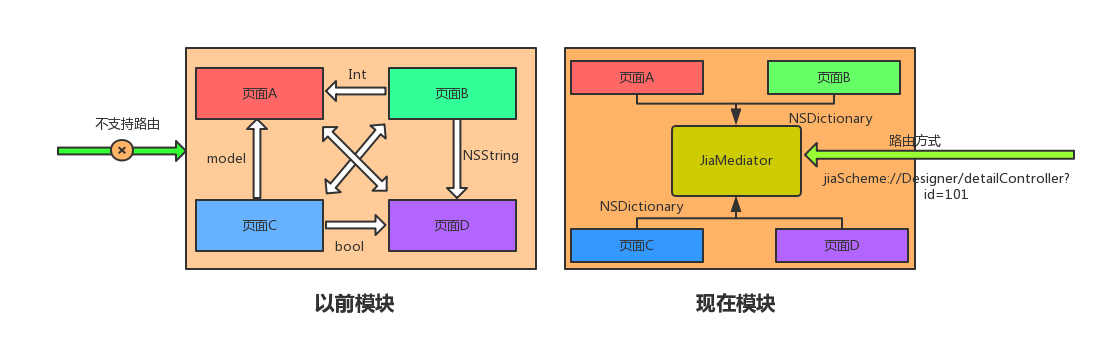 不支持路由
页面A
Int
页面B
model
NSString
页面C
bool
页面D
以前模块
页面A
页面B
NSDictionary
JiaMediator
路由方式
jiaScheme://Designer/detailController?
id=101
NSDictionary
页面C
页面D
现在模块